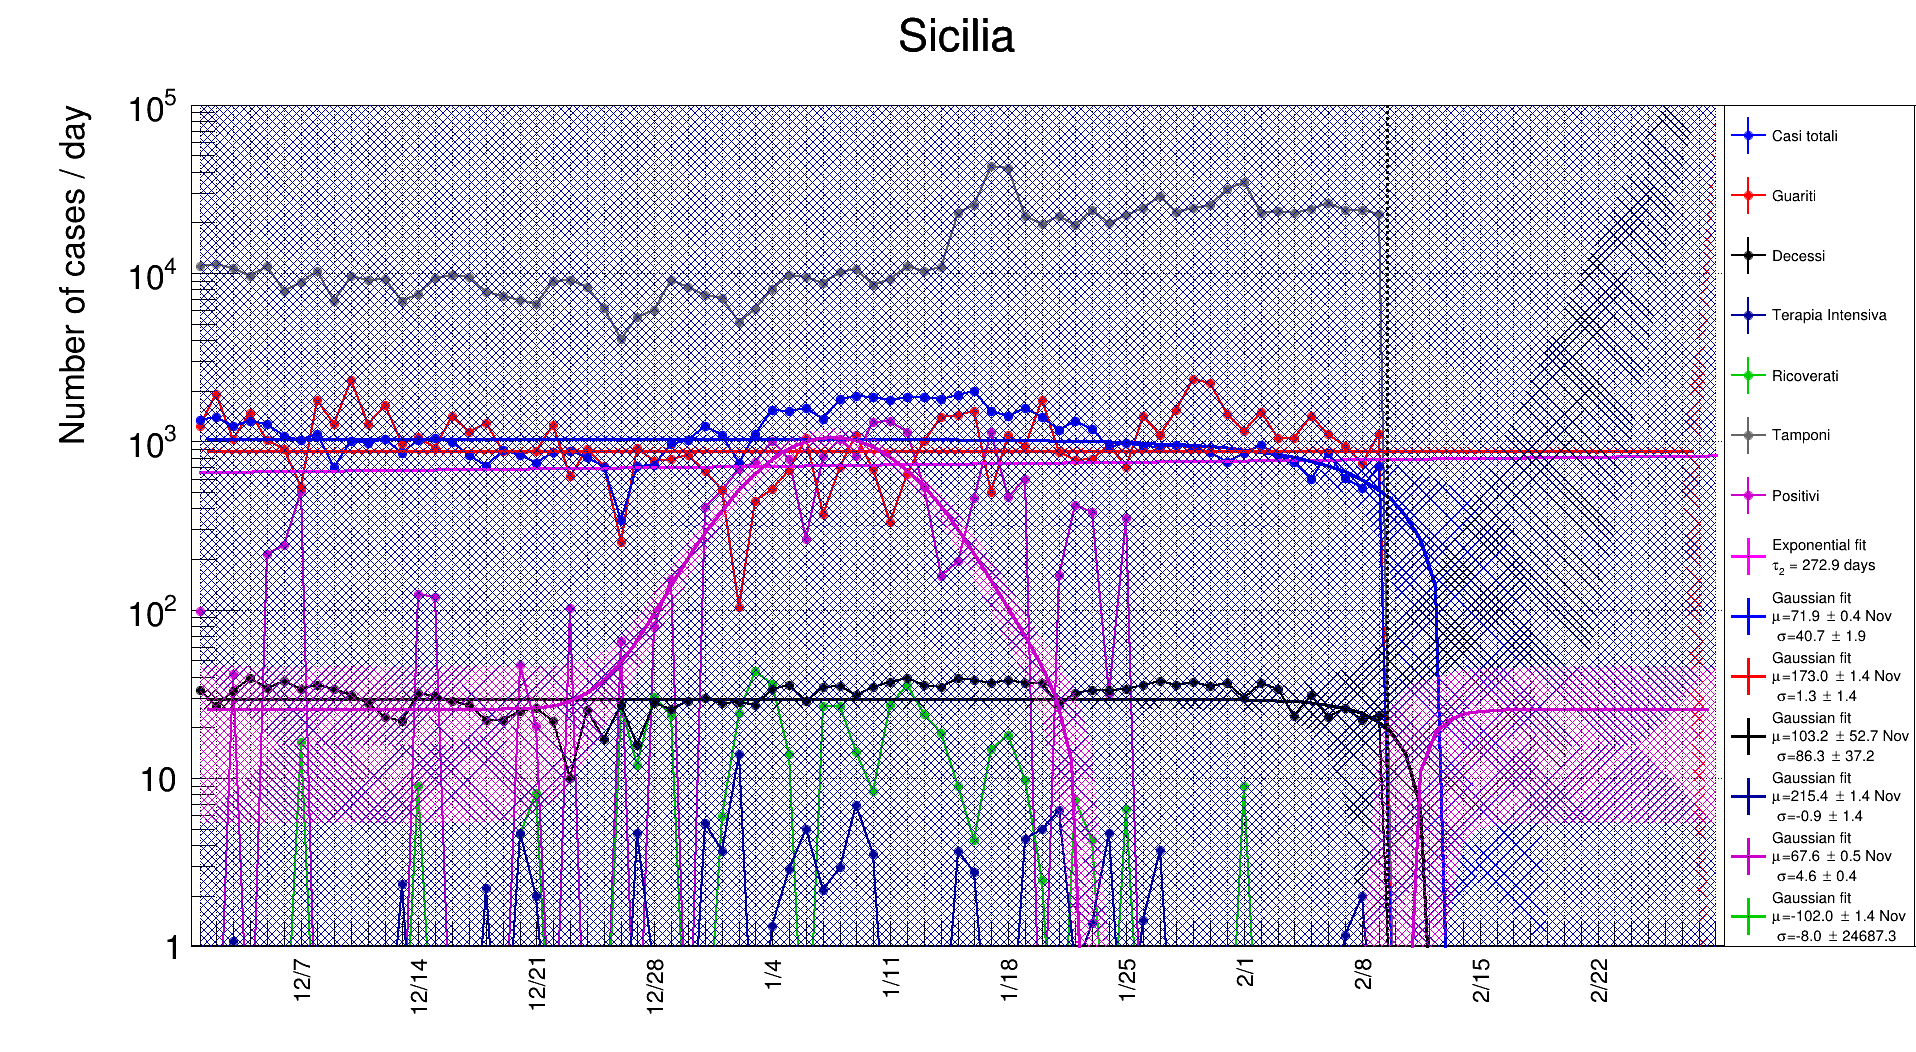 Sicilia
Number of cases / day
10^5
10^4
10^3
10^2
10
1
12/7
12/14
12/21
12/28
1/4
1/11
1/18
1/25
2/1
2/8
2/15
2/22
Casi totali
Guariti
Decessi
Terapia Intensiva
Ricoverati
Tamponi
Positivi
Exponential fit
τ₂ = 272.9 days
Gaussian fit
μ=71.9 ± 0.4 Nov
σ=40.7 ± 1.9
Gaussian fit
μ=173.0 ± 1.4 Nov
σ=1.3 ± 1.4
Gaussian fit
μ=103.2 ± 52.7 Nov
σ=86.3 ± 37.2
Gaussian fit
μ=215.4 ± 1.4 Nov
σ=-0.9 ± 1.4
Gaussian fit
μ=67.6 ± 0.5 Nov
σ=4.6 ± 0.4
Gaussian fit
μ=-102.0 ± 1.4 Nov
σ=-8.0 ± 24687.3